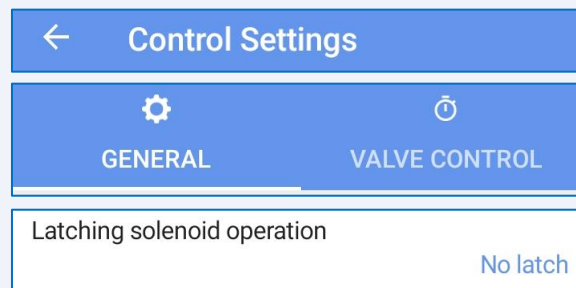 Control Settings
GENERAL
VALVE CONTROL
Latching solenoid operation
No latch